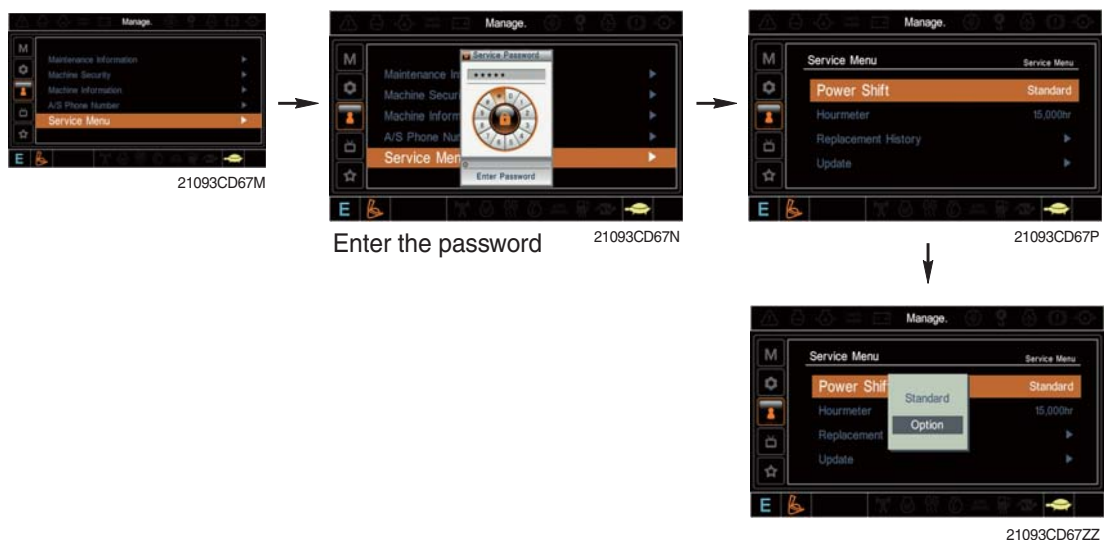 Manage.
M
Maintenance Information
Machine Security
Machine Information
A/S Phone Number
Service Menu
E
21093CD67M
Manage.
Service Password
*****
M
Maintenance In
Machine Securi
Machine Inform
A/S Phone Nu
Service Men
Enter Password
E
Enter the password
21093CD67N
Manage.
M
Service Menu Service Menu
Power Shift Standard
Hourmeter 15,000hr
Replacement History
Update
E
21093CD67P
Manage.
M
Service Menu Service Menu
Power Shif Standard
Standard
Hourmeter 15,000hr
Option
Replacement
Update
E
21093CD67ZZ